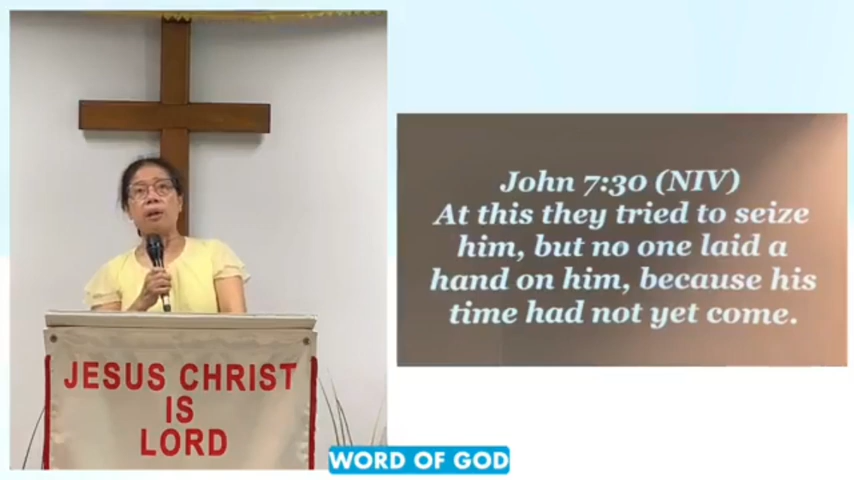 JESUS CHRIST
IS
LORD
John 7:30 (NIV)
At this they tried to seize
him, but no one laid a
hand on him, because his
time had not yet come.
WORD OF GOD